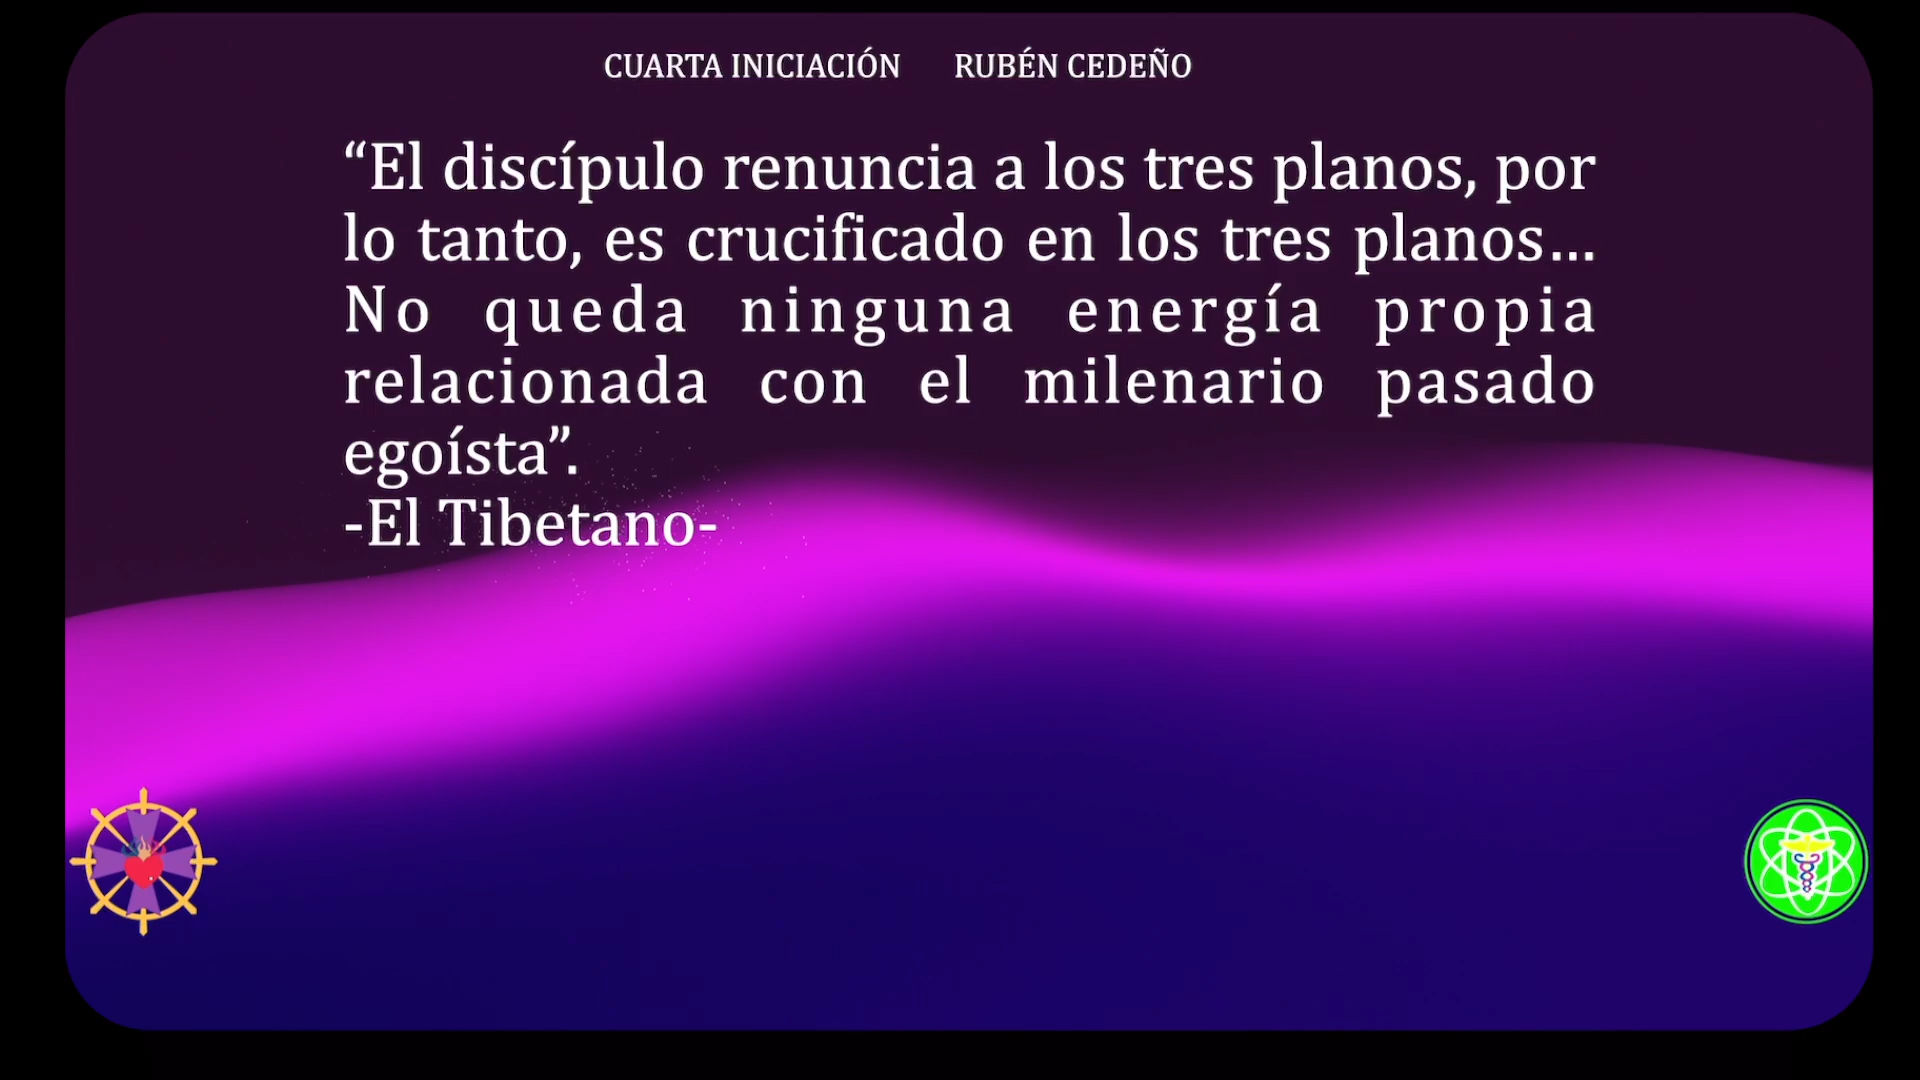 CUARTA INICIACIÓN RUBÉN CEDEÑO
“El discípulo renuncia a los tres planos, por
lo tanto, es crucificado en los tres planos...
No queda ninguna energía propia
relacionada con el milenario pasado
egoísta”.
-El Tibetano-